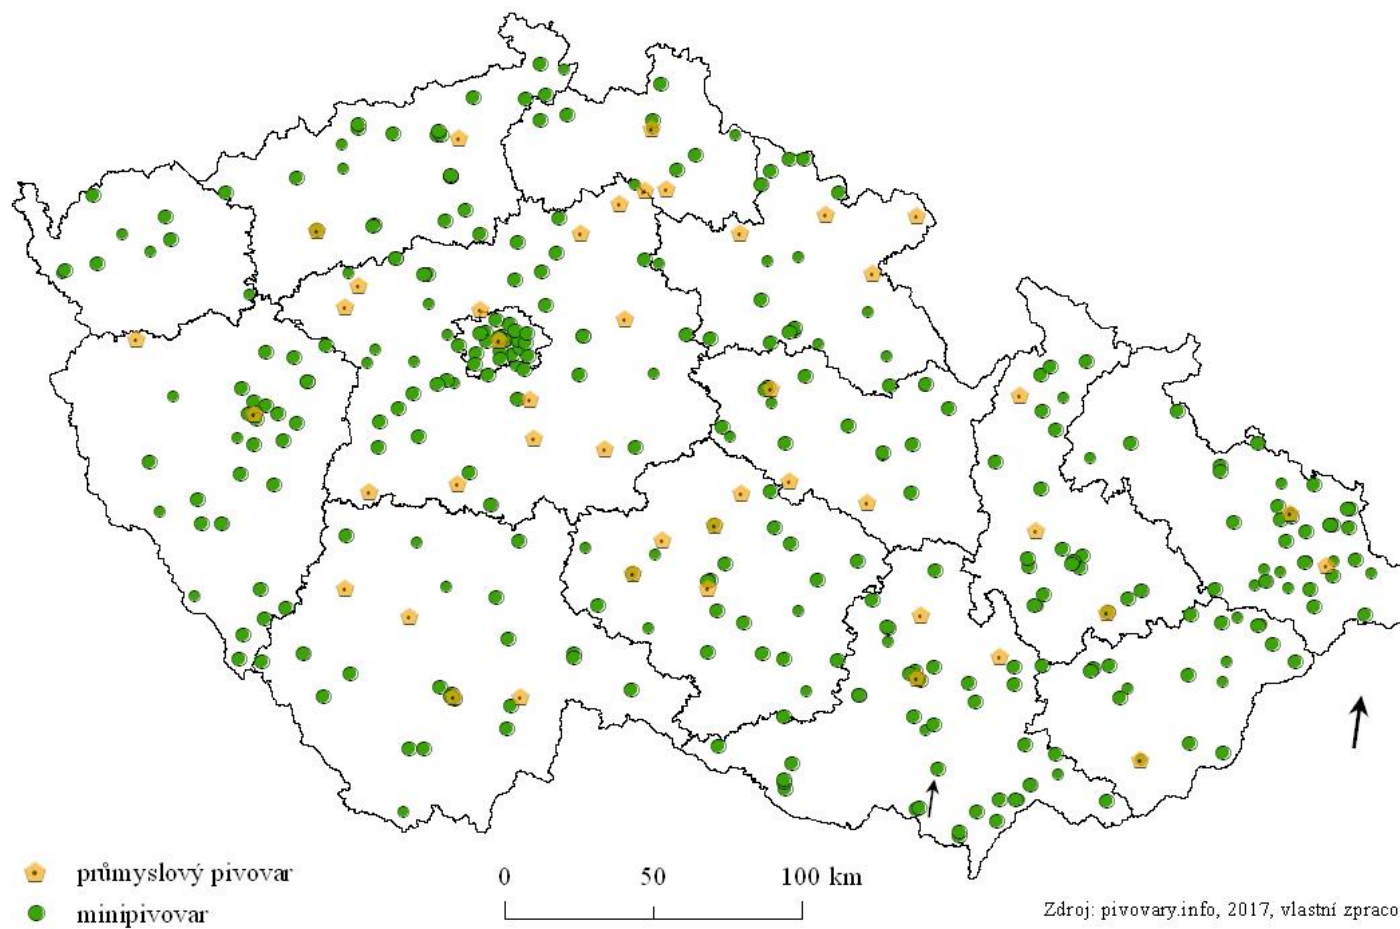 průmyslový pivovar
minipivovar
0 50 100 km
Zdroj: pivovary.info, 2017, vlastní zpraco